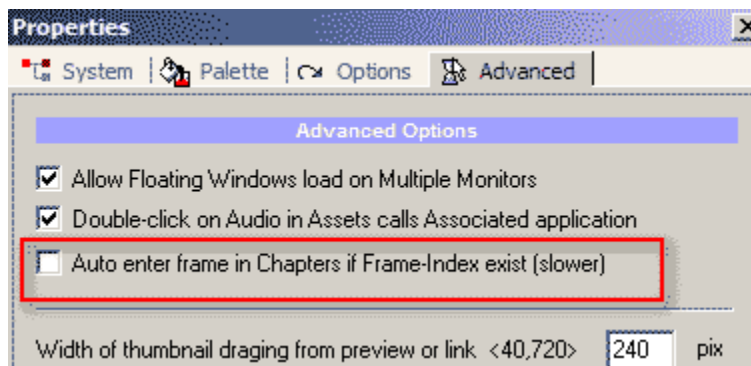 Properties
System Palette Options Advanced
Advanced Options
Allow Floating Windows load on Multiple Monitors
Double-click on Audio in Assets calls Associated application
Auto enter frame in Chapters if Frame-Index exist (slower)
Width of thumbnail draging from preview or link <40,720> 240 pix